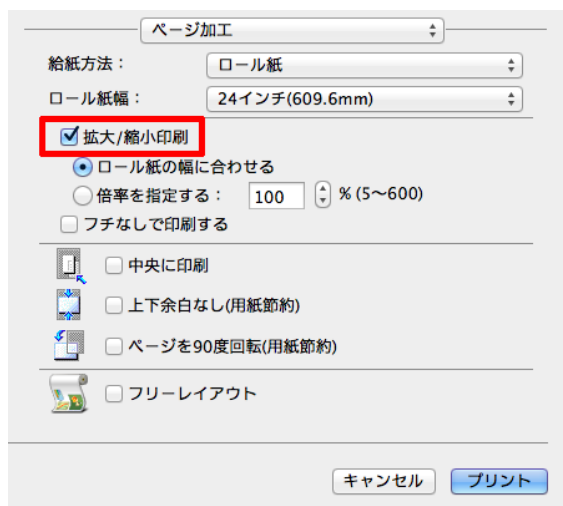 ページ加工
給紙方法： ロール紙
ロール紙幅： 24インチ(609.6mm)
拡大/縮小印刷
ロール紙の幅に合わせる
倍率を指定する： 100 % (5〜600)
フチなしで印刷する
中央に印刷
上下余白なし(用紙節約)
ページを90度回転(用紙節約)
フリーレイアウト
キャンセル プリント